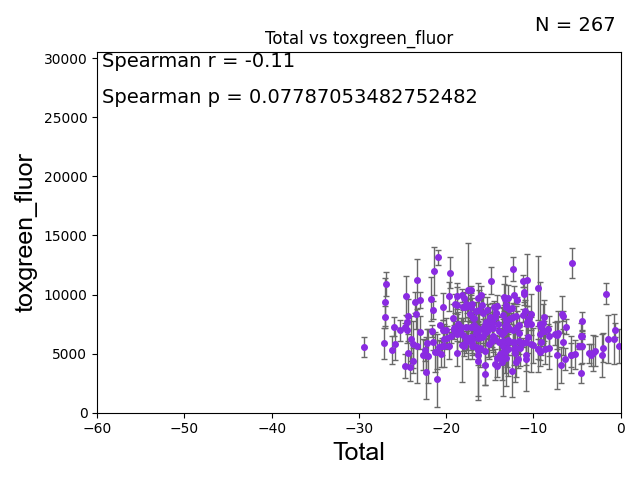 N = 267
Total vs toxgreen_fluor
Spearman r = -0.11
Spearman p = 0.07787053482752482
30000
25000
20000
15000
10000
5000
0
toxgreen_fluor
−60 −50 −40 −30 −20 −10 0
Total